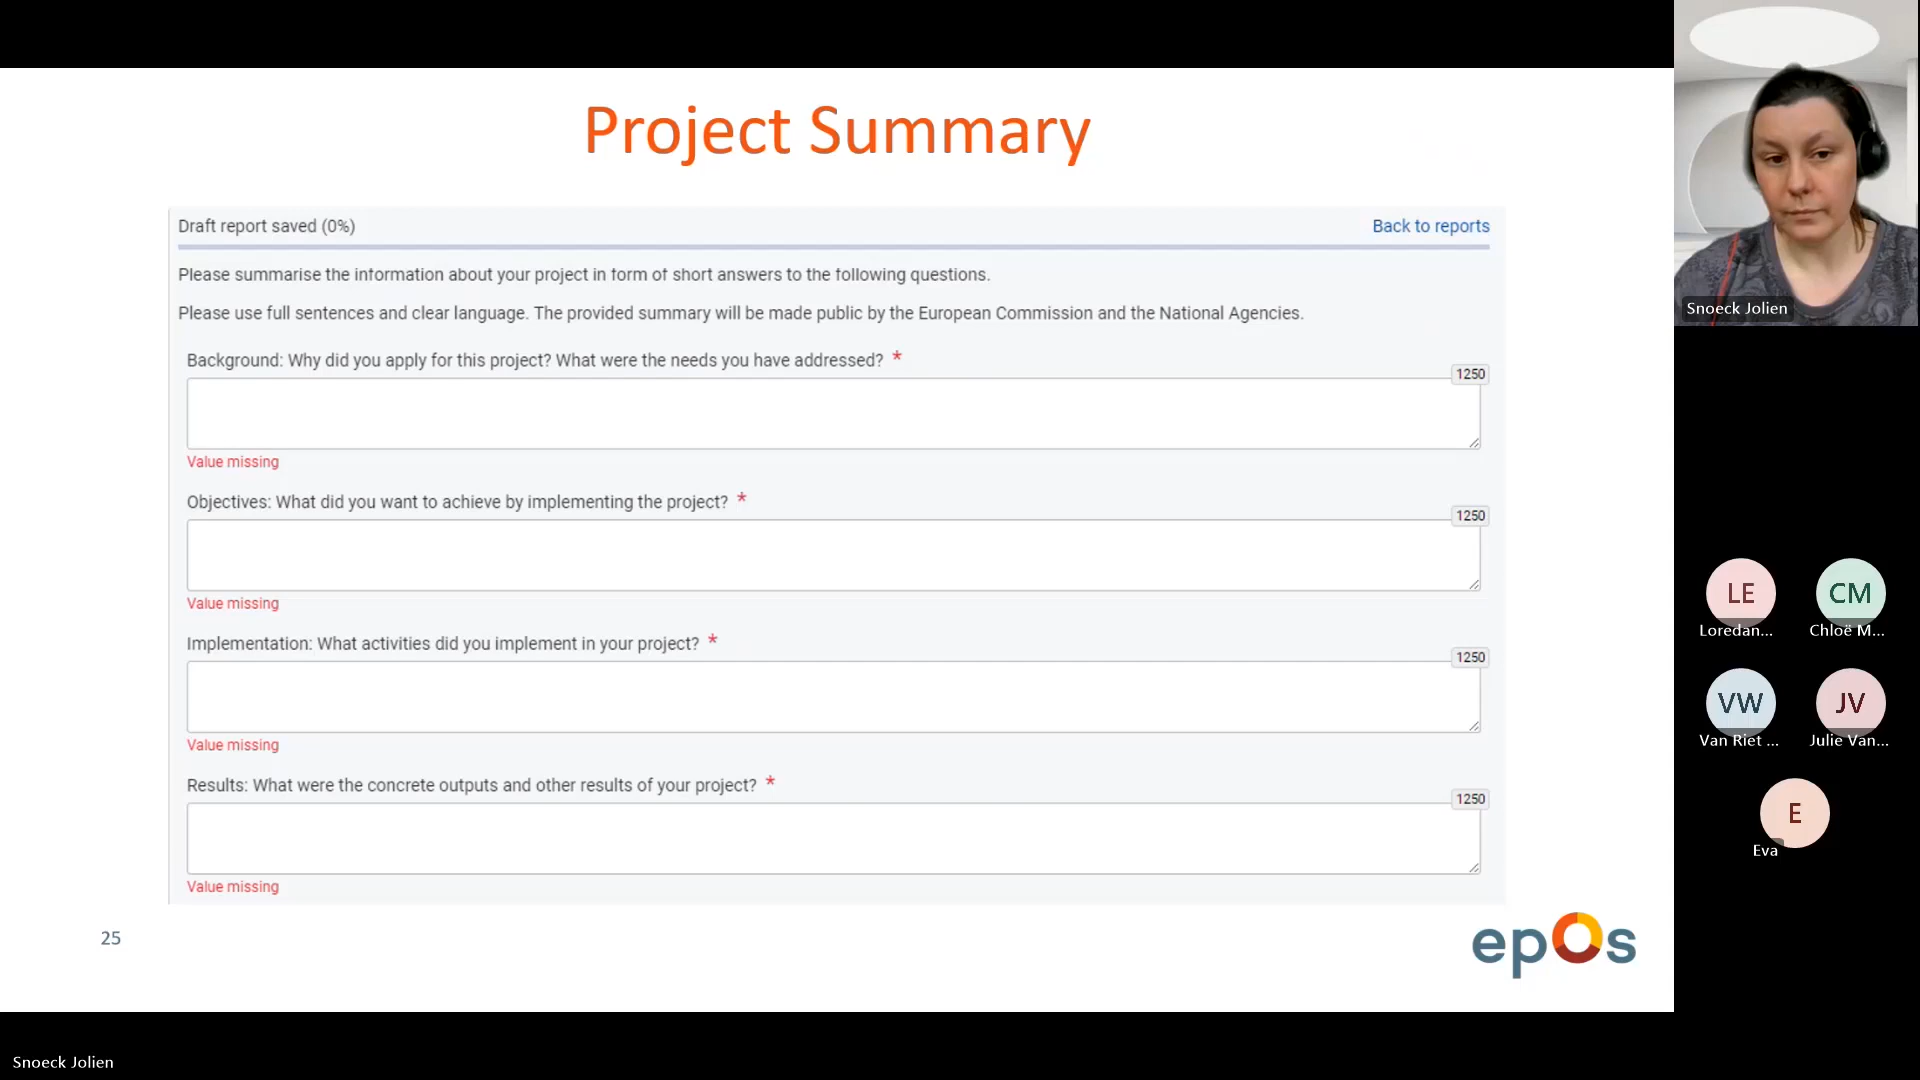 Project Summary
Draft report saved (0%)
Back to reports
Please summarise the information about your project in form of short answers to the following questions.
Please use full sentences and clear language. The provided summary will be made public by the European Commission and the National Agencies.
Background: Why did you apply for this project? What were the needs you have addressed? *
1250
Value missing
Objectives: What did you want to achieve by implementing the project? *
1250
Value missing
Implementation: What activities did you implement in your project? *
1250
Value missing
Results: What were the concrete outputs and other results of your project? *
1250
Value missing
25
epos
Snoeck Jolien
LE
Loredan...
CM
Chloë M...
VW
Van Riet ...
JV
Julie Van...
E
Eva
Snoeck Jolien